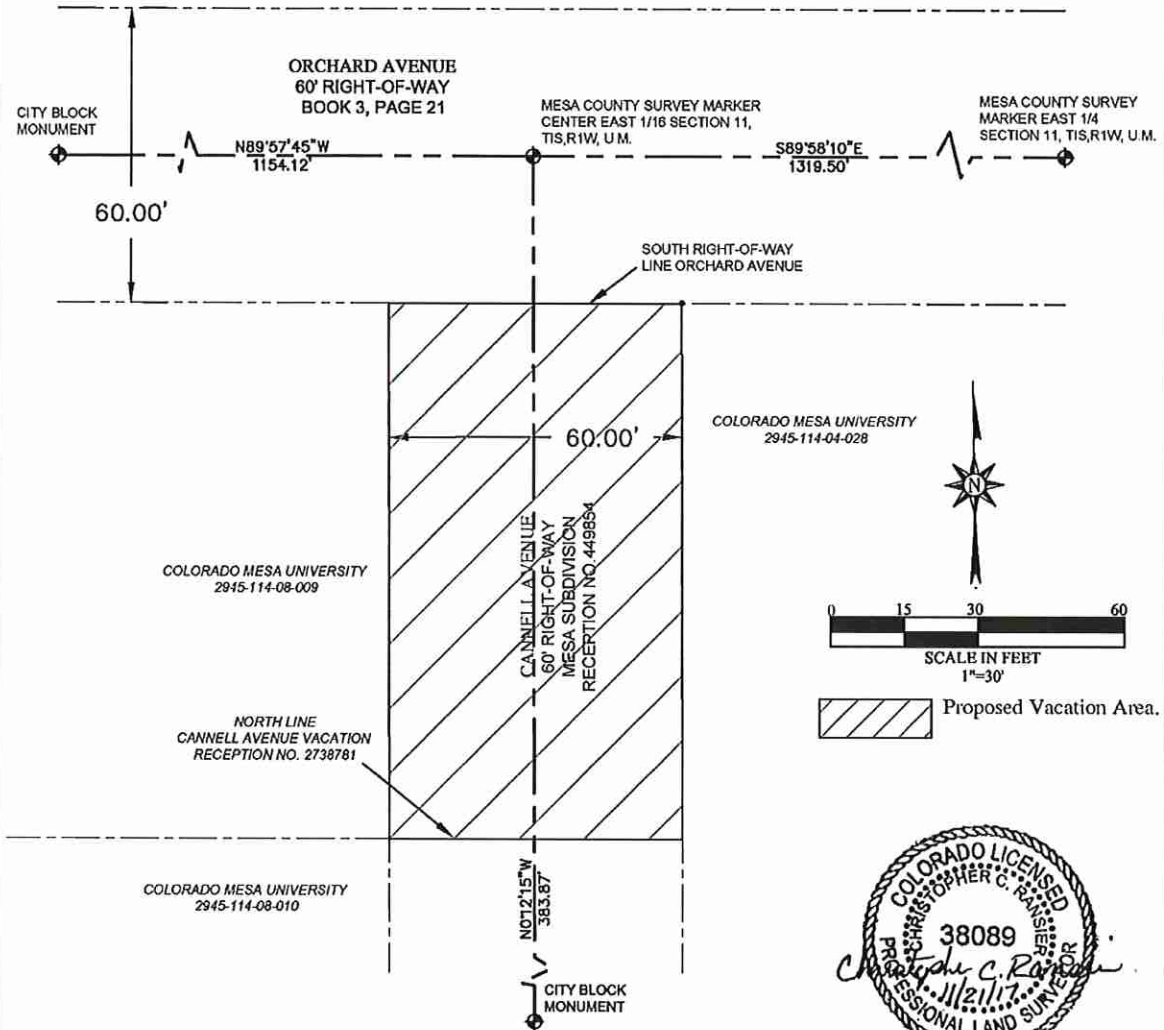 ORCHARD AVENUE
60' RIGHT-OF-WAY
BOOK 3, PAGE 21
CITY BLOCK
MONUMENT
MESA COUNTY SURVEY MARKER
CENTER EAST 1/16 SECTION 11,
TIS,R1W, U.M.
MESA COUNTY SURVEY
MARKER EAST 1/4
SECTION 11, TIS,R1W, U.M.
N89°57'45"W
1154.12'
S89°58'10"E
1319.50'
60.00'
SOUTH RIGHT-OF-WAY
LINE ORCHARD AVENUE
60.00'
COLORADO MESA UNIVERSITY
2945-114-04-028
N
COLORADO MESA UNIVERSITY
2945-114-08-009
CANNELL AVENUE
60' RIGHT-OF-WAY
MESA SUBDIVISION
RECEPTION NO. 449854
0 15 30 60
SCALE IN FEET
1"=30'
Proposed Vacation Area.
NORTH LINE
CANNELL AVENUE VACATION
RECEPTION NO. 2738781
COLORADO MESA UNIVERSITY
2945-114-08-010
N0°12'15"W
383.87'
CITY BLOCK
MONUMENT
COLORADO LICENSED
CHRISTOPHER C. RANSIER
38089
Christophe C. Ransier
11/21/17
PROFESSIONAL LAND SURVEYOR